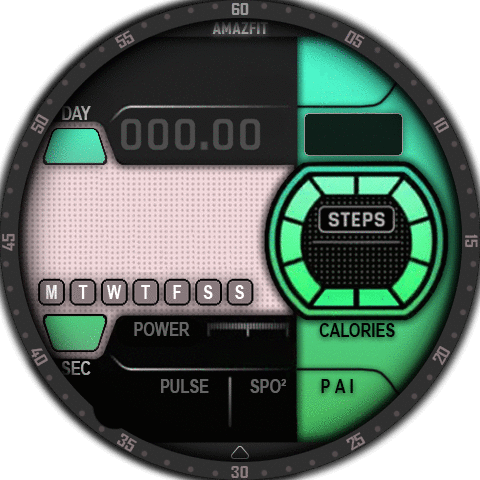 60
AMAZFIT
55
05
DAY
000.00
50
10
STEPS
45
15
M T W T F S S
POWER
CALORIES
SEC
40
20
PULSE
SPO²
PAI
35
25
30